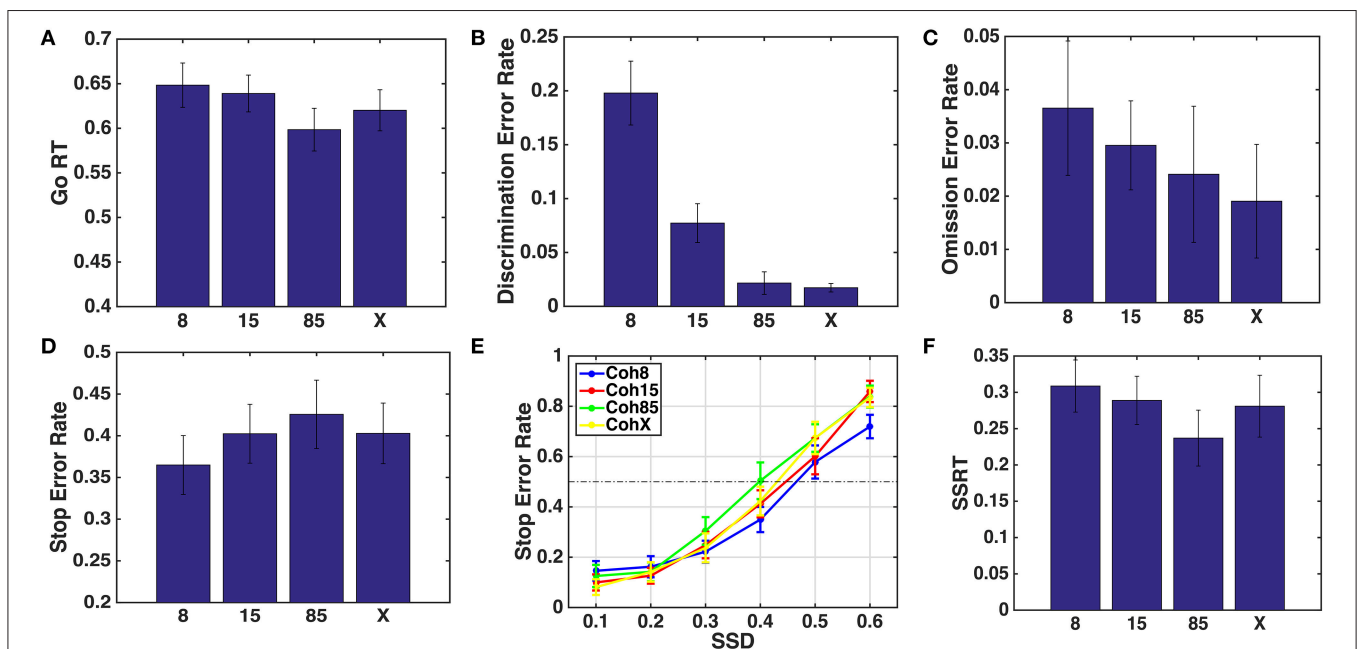 A
Go RT
0.7
0.65
0.6
0.55
0.5
0.45
0.4
8 15 85 X
B
Discrimination Error Rate
0.25
0.2
0.15
0.1
0.05
0
8 15 85 X
C
Omission Error Rate
0.05
0.04
0.03
0.02
0.01
0
8 15 85 X
D
Stop Error Rate
0.5
0.45
0.4
0.35
0.3
0.25
0.2
8 15 85 X
E
Stop Error Rate
1
0.8
0.6
0.4
0.2
0
Coh8
Coh15
Coh85
CohX
0.1 0.2 0.3 0.4 0.5 0.6
SSD
F
SSRT
0.35
0.3
0.25
0.2
0.15
0.1
0.05
0
8 15 85 X